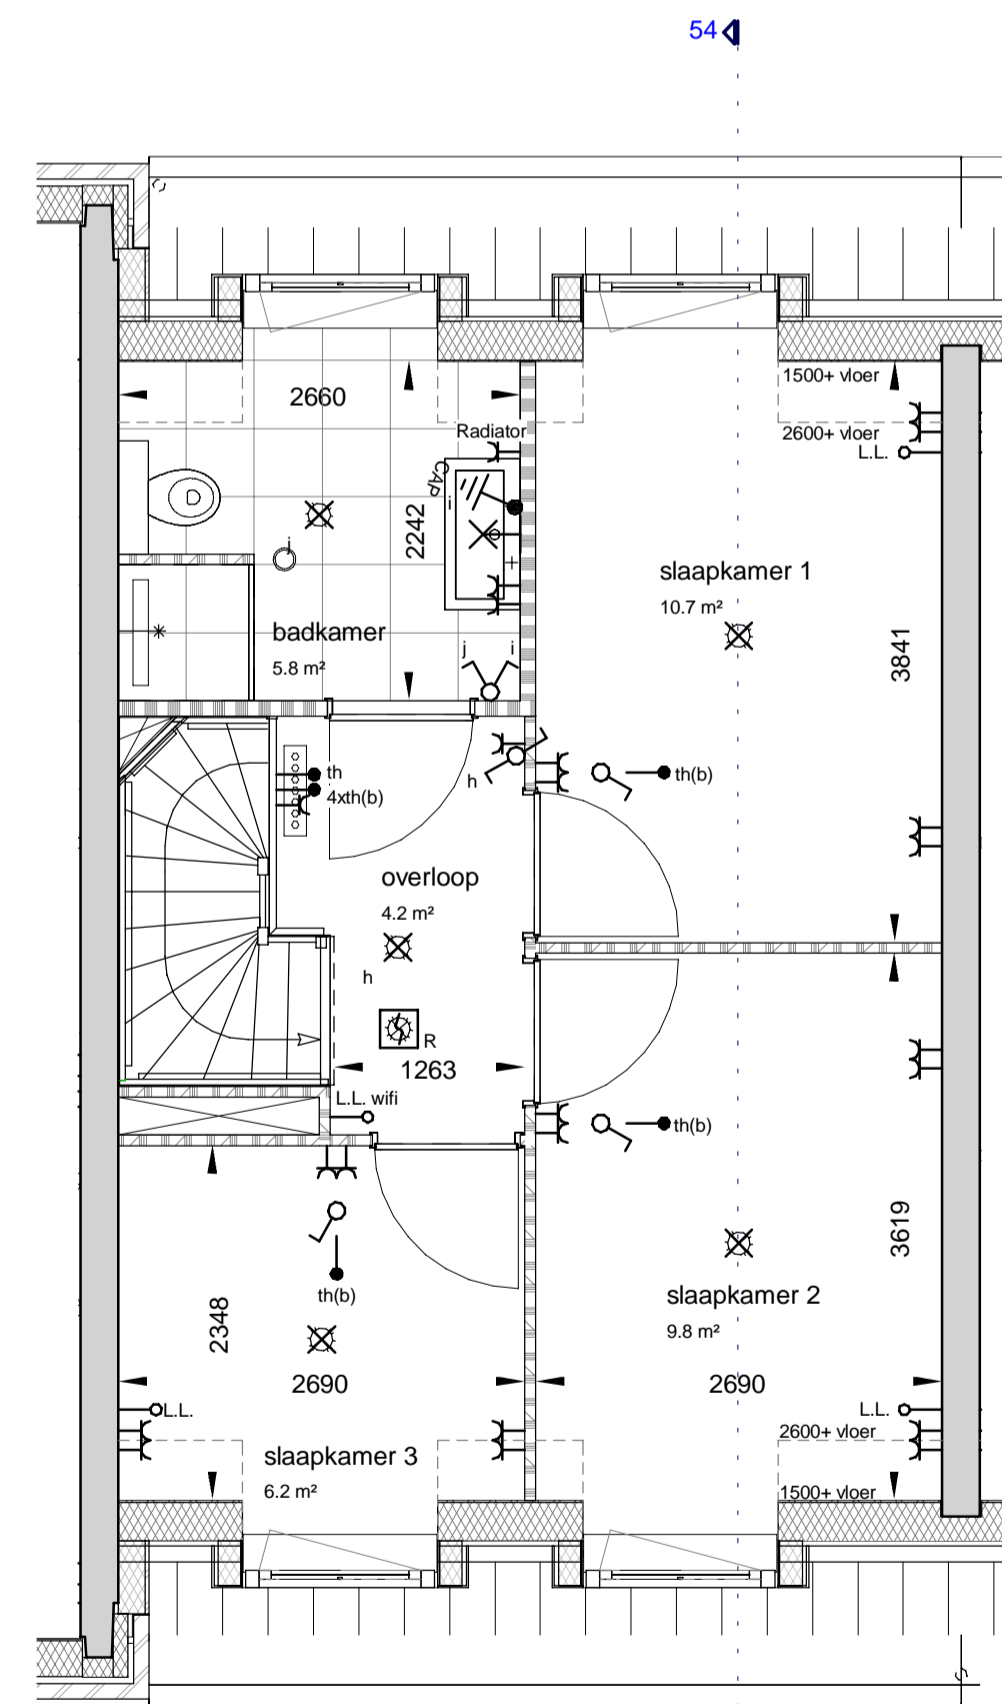 54
1500+ vloer
2660
2600+ vloer
Radiator
L.L.
CAP
i
2242
j
slaapkamer 1
10.7 m²
badkamer
5.8 m²
3841
j
i
h
th
4xth(b)
th(b)
overloop
4.2 m²
h
R
1263
L.L. wifi
th(b)
3619
th(b)
slaapkamer 2
9.8 m²
2348
2690
2690
L.L.
L.L.
2600+ vloer
slaapkamer 3
6.2 m²
1500+ vloer